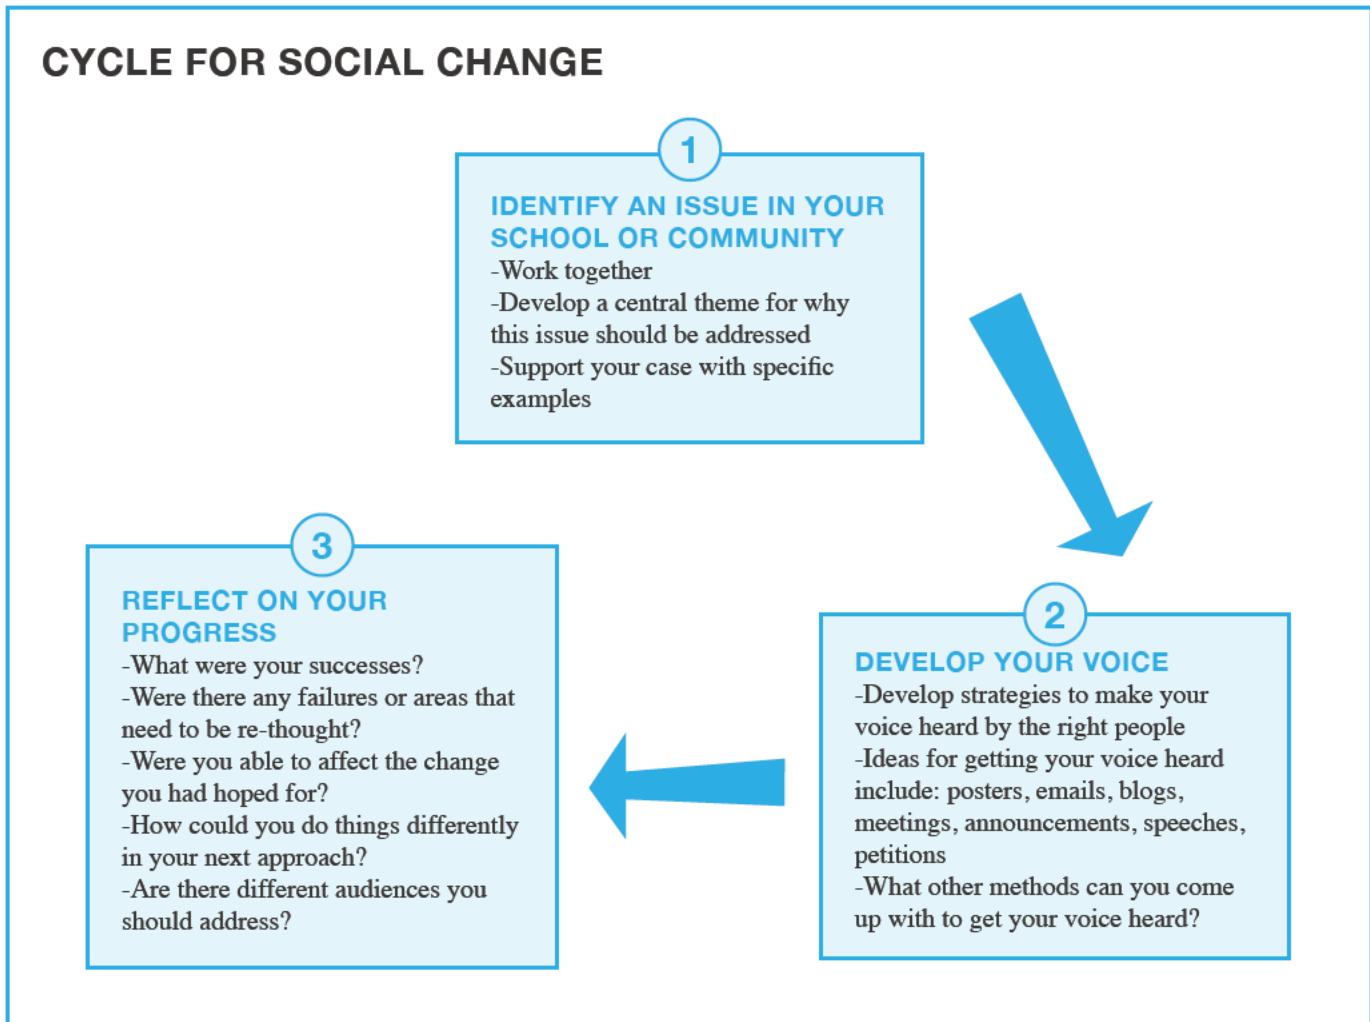 CYCLE FOR SOCIAL CHANGE
1
IDENTIFY AN ISSUE IN YOUR
SCHOOL OR COMMUNITY
-Work together
-Develop a central theme for why
this issue should be addressed
-Support your case with specific
examples
2
DEVELOP YOUR VOICE
-Develop strategies to make your
voice heard by the right people
-Ideas for getting your voice heard
include: posters, emails, blogs,
meetings, announcements, speeches,
petitions
-What other methods can you come
up with to get your voice heard?
3
REFLECT ON YOUR
PROGRESS
-What were your successes?
-Were there any failures or areas that
need to be re-thought?
-Were you able to affect the change
you had hoped for?
-How could you do things differently
in your next approach?
-Are there different audiences you
should address?